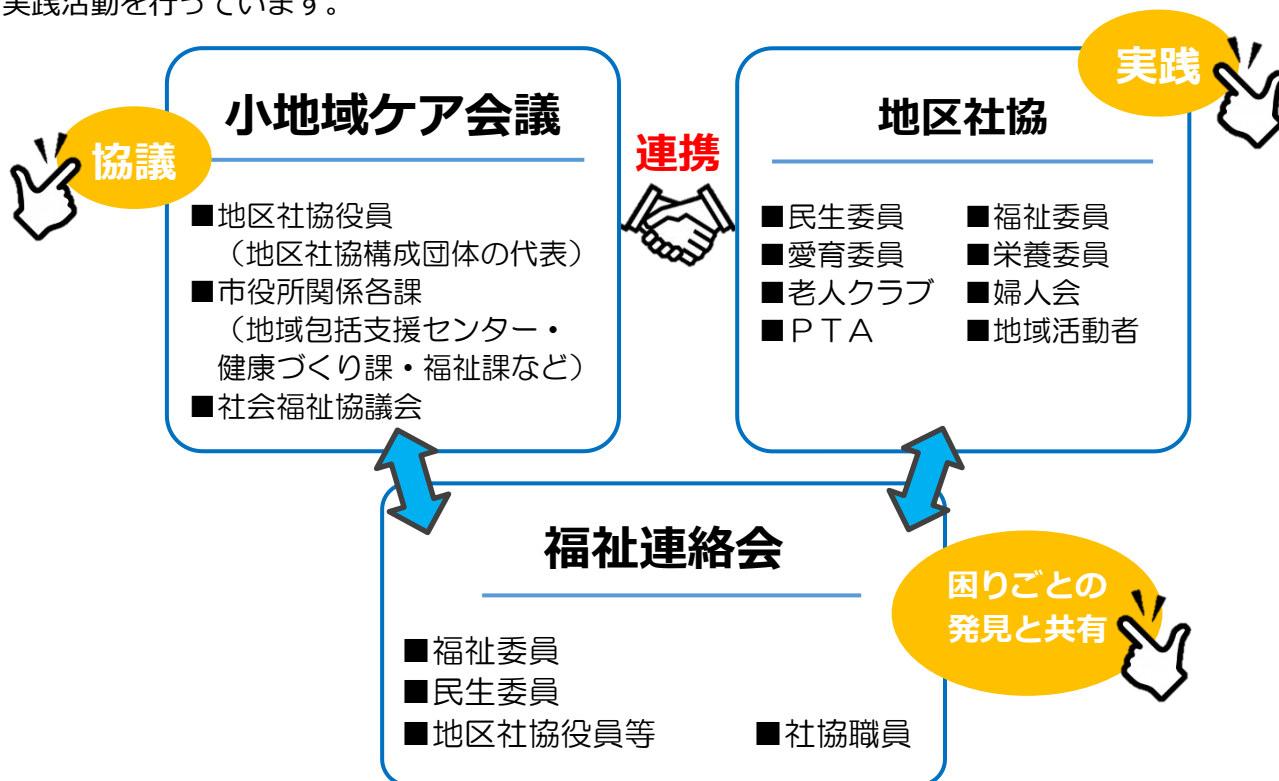 実践活動を行っています。
小地域ケア会議
協議
■地区社協役員
（地区社協構成団体の代表）
■市役所関係各課
（地域包括支援センター・
健康づくり課・福祉課など）
■社会福祉協議会
連携
実践
地区社協
■民生委員 ■福祉委員
■愛育委員 ■栄養委員
■老人クラブ ■婦人会
■ＰＴＡ ■地域活動者
福祉連絡会
困りごとの
発見と共有
■福祉委員
■民生委員
■地区社協役員等 ■社協職員